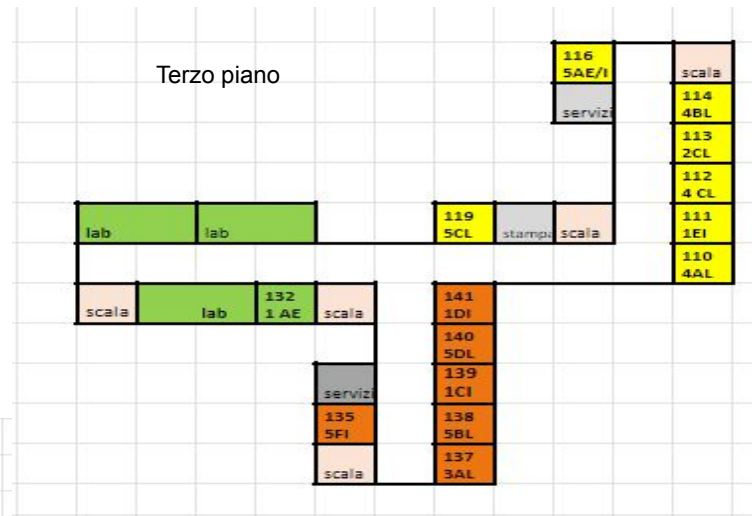 Terzo piano
116
5AE/I
scala
servizi
114
4BL
113
2CL
112
4 CL
lab
lab
119
5CL
stampa
scala
111
1EI
110
4AL
scala
lab
132
1 AE
scala
141
1DI
140
5DL
servizi
139
1CI
135
5FI
138
5BL
scala
137
3AL